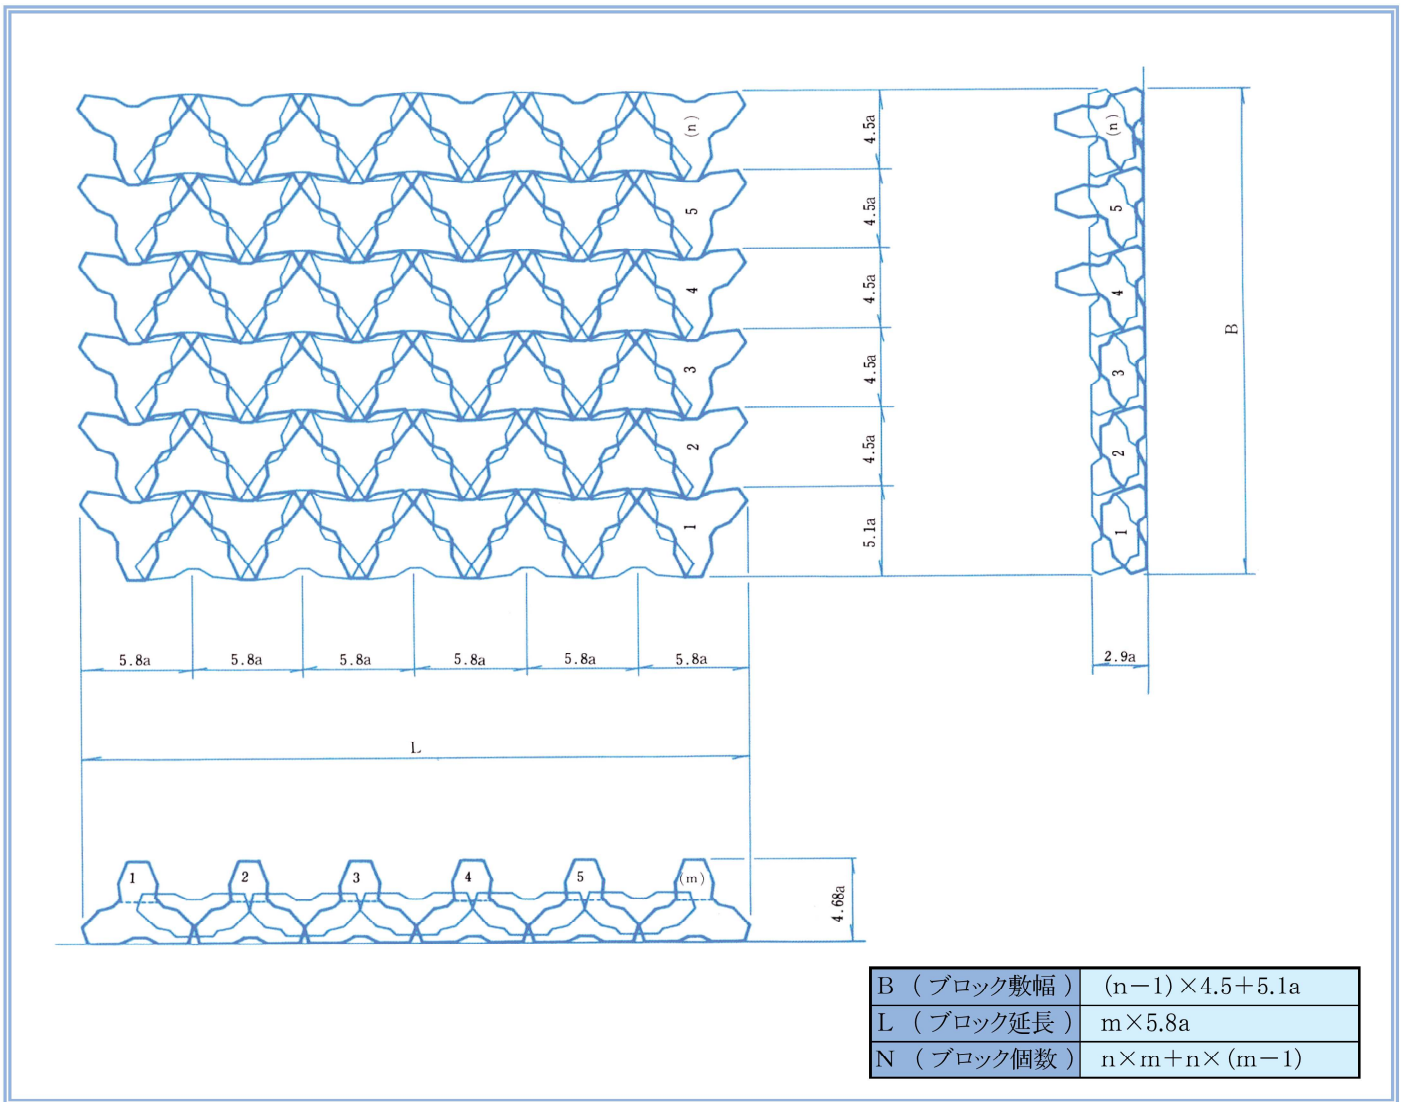 (n)
5
4
3
2
1
4.5a
4.5a
4.5a
4.5a
4.5a
5.1a
(n)
5
4
3
2
1
B
2.9a
5.8a 5.8a 5.8a 5.8a 5.8a 5.8a
L
1 2 3 4 5 (m)
4.68a
B (ブロック敷幅) (n－1)×4.5＋5.1a
L (ブロック延長) m×5.8a
N (ブロック個数) n×m＋n×(m－1)